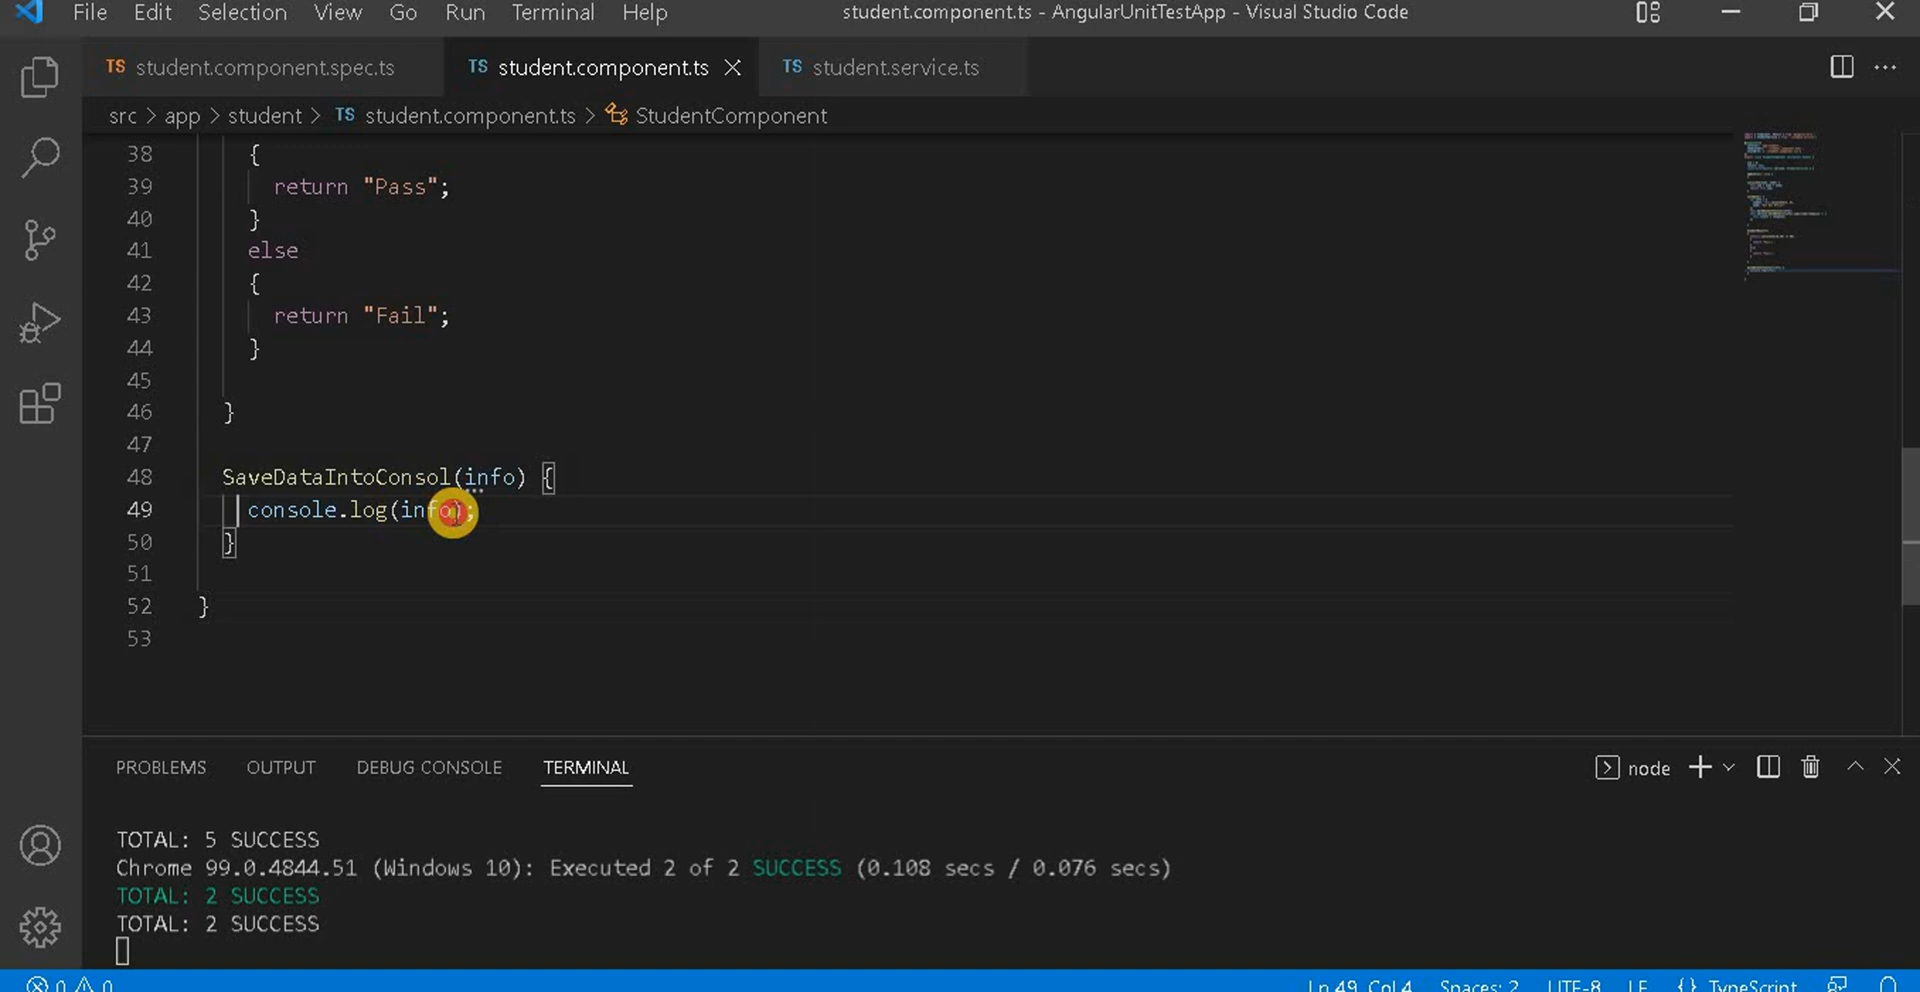 File Edit Selection View Go Run Terminal Help student.component.ts - AngularUnitTestApp - Visual Studio Code
TS student.component.spec.ts TS student.component.ts TS student.service.ts
src > app > student > TS student.component.ts > StudentComponent
38 {
39 return "Pass";
40 }
41 else
42 {
43 return "Fail";
44 }
45
46 }
47
48 SaveDataIntoConsol(info) {
49 console.log(info);
50 }
51
52 }
53
PROBLEMS OUTPUT DEBUG CONSOLE TERMINAL node
TOTAL: 5 SUCCESS
Chrome 99.0.4844.51 (Windows 10): Executed 2 of 2 SUCCESS (0.108 secs / 0.076 secs)
TOTAL: 2 SUCCESS
TOTAL: 2 SUCCESS
0 0 Ln 49, Col 4 Spaces: 2 UTF-8 LF {} TypeScript